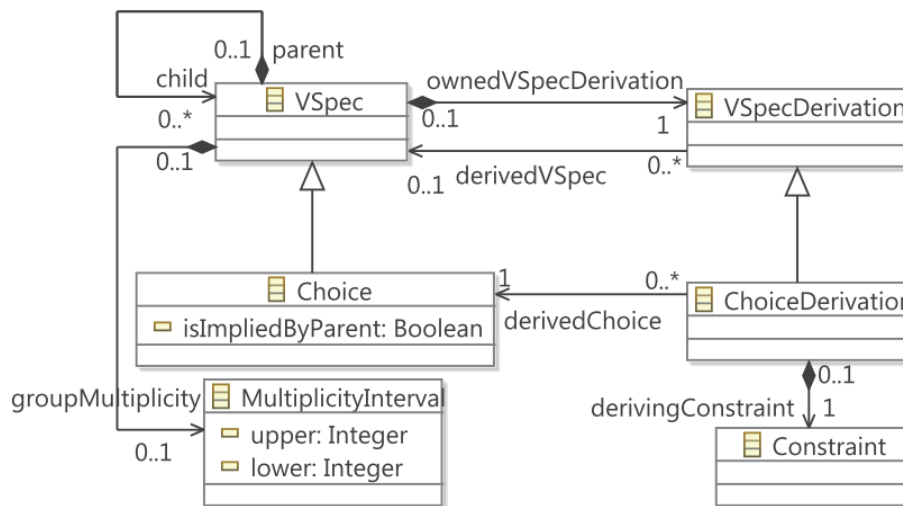 0..1 parent
child
0..*
VSpec
0..1
ownedVSpecDerivation
0..1
1
VSpecDerivation
0..1
derivedVSpec
0..*
Choice
isImpliedByParent: Boolean
1
0..*
derivedChoice
ChoiceDerivation
groupMultiplicity
0..1
MultiplicityInterval
upper: Integer
lower: Integer
0..1
derivingConstraint
1
Constraint